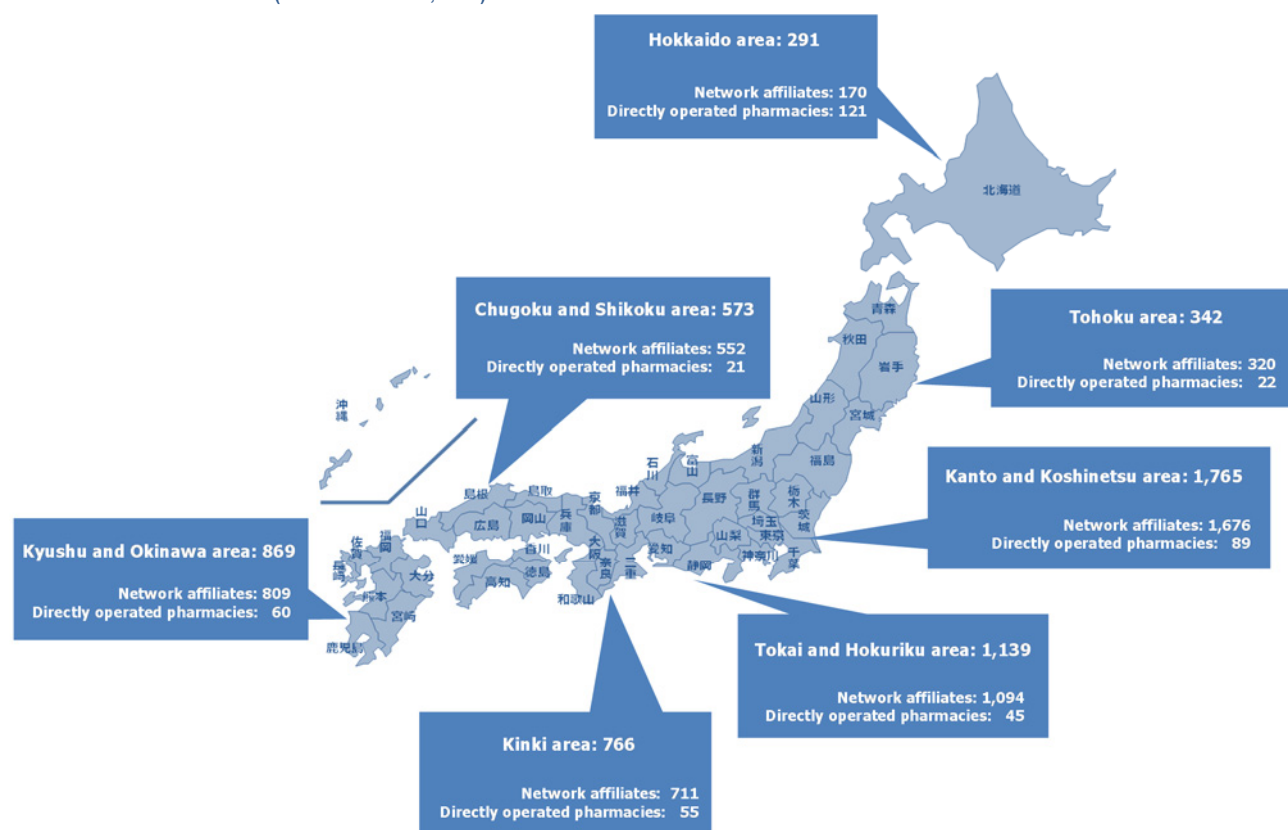 Hokkaido area: 291
Network affiliates: 170
Directly operated pharmacies: 121
北海道
Chugoku and Shikoku area: 573
Network affiliates: 552
Directly operated pharmacies: 21
Tohoku area: 342
Network affiliates: 320
Directly operated pharmacies: 22
青森
秋田
岩手
山形
宮城
沖縄
新潟
福島
石川
富山
Kanto and Koshinetsu area: 1,765
Network affiliates: 1,676
Directly operated pharmacies: 89
島根
鳥取
京都
福井
長野
群馬
栃木
茨城
山口
広島
岡山
兵庫
滋賀
岐阜
埼玉
東京
山梨
神奈川
千葉
Kyushu and Okinawa area: 869
Network affiliates: 809
Directly operated pharmacies: 60
佐賀
福岡
長崎
大分
熊本
宮崎
鹿児島
愛媛
香川
高知
徳島
大阪
奈良
三重
愛知
静岡
和歌山
Tokai and Hokuriku area: 1,139
Network affiliates: 1,094
Directly operated pharmacies: 45
Kinki area: 766
Network affiliates: 711
Directly operated pharmacies: 55